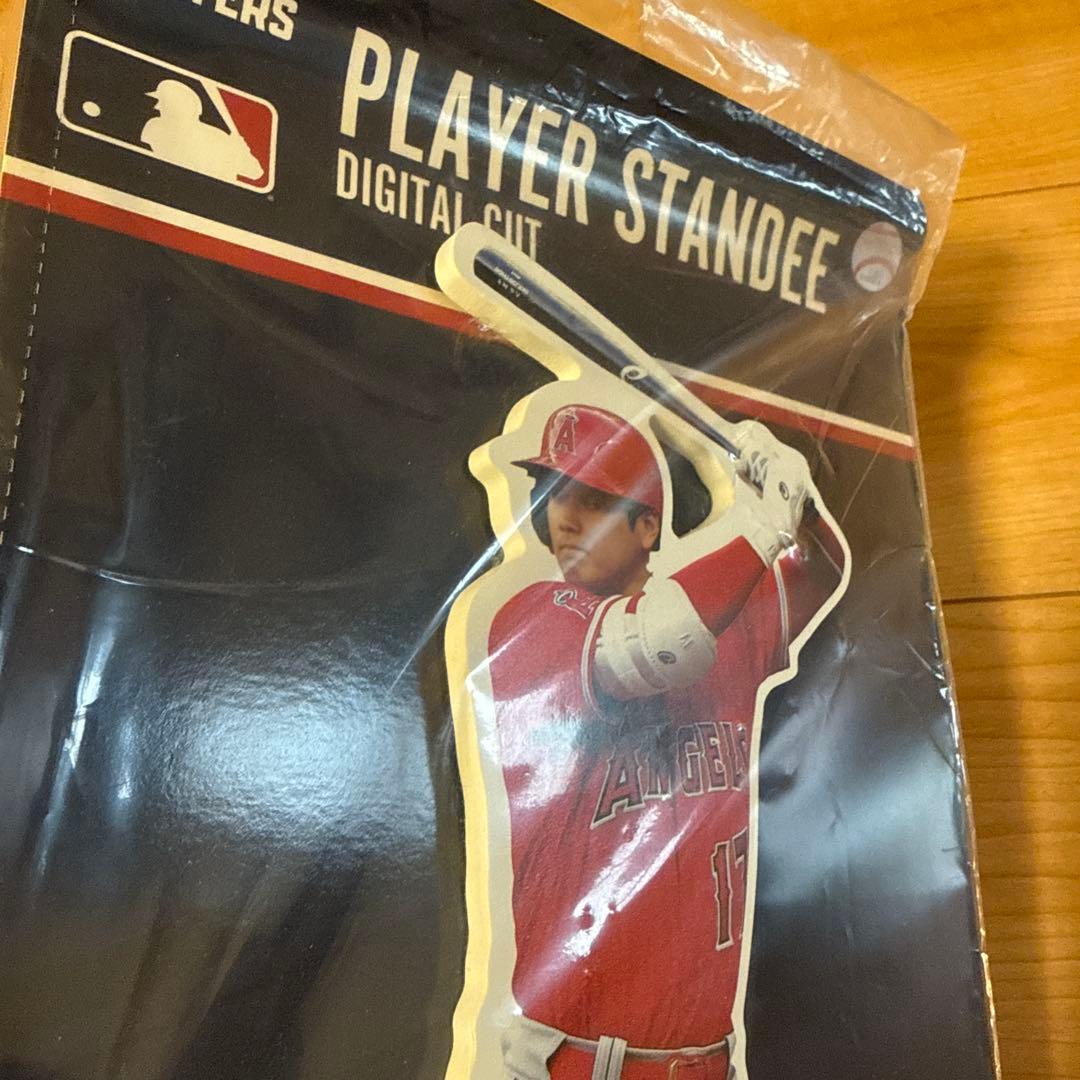 PLAYER STANDEE
DIGITAL CUT
A
ANGELS
17